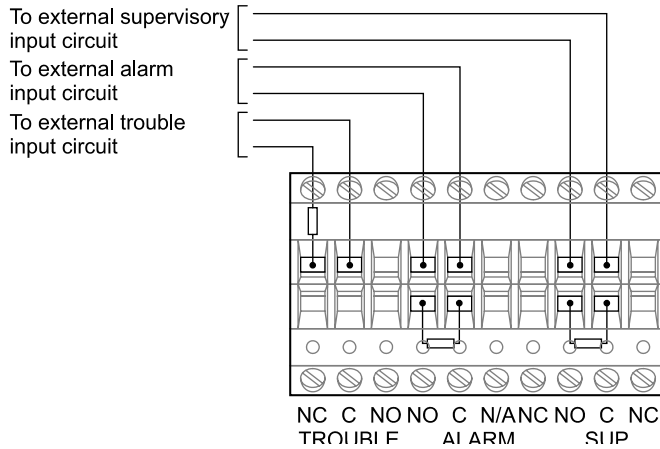 To external supervisory
input circuit
To external alarm
input circuit
To external trouble
input circuit
NC C NO NO C N/A NC NO C NC
TROUBLE ALARM SUP